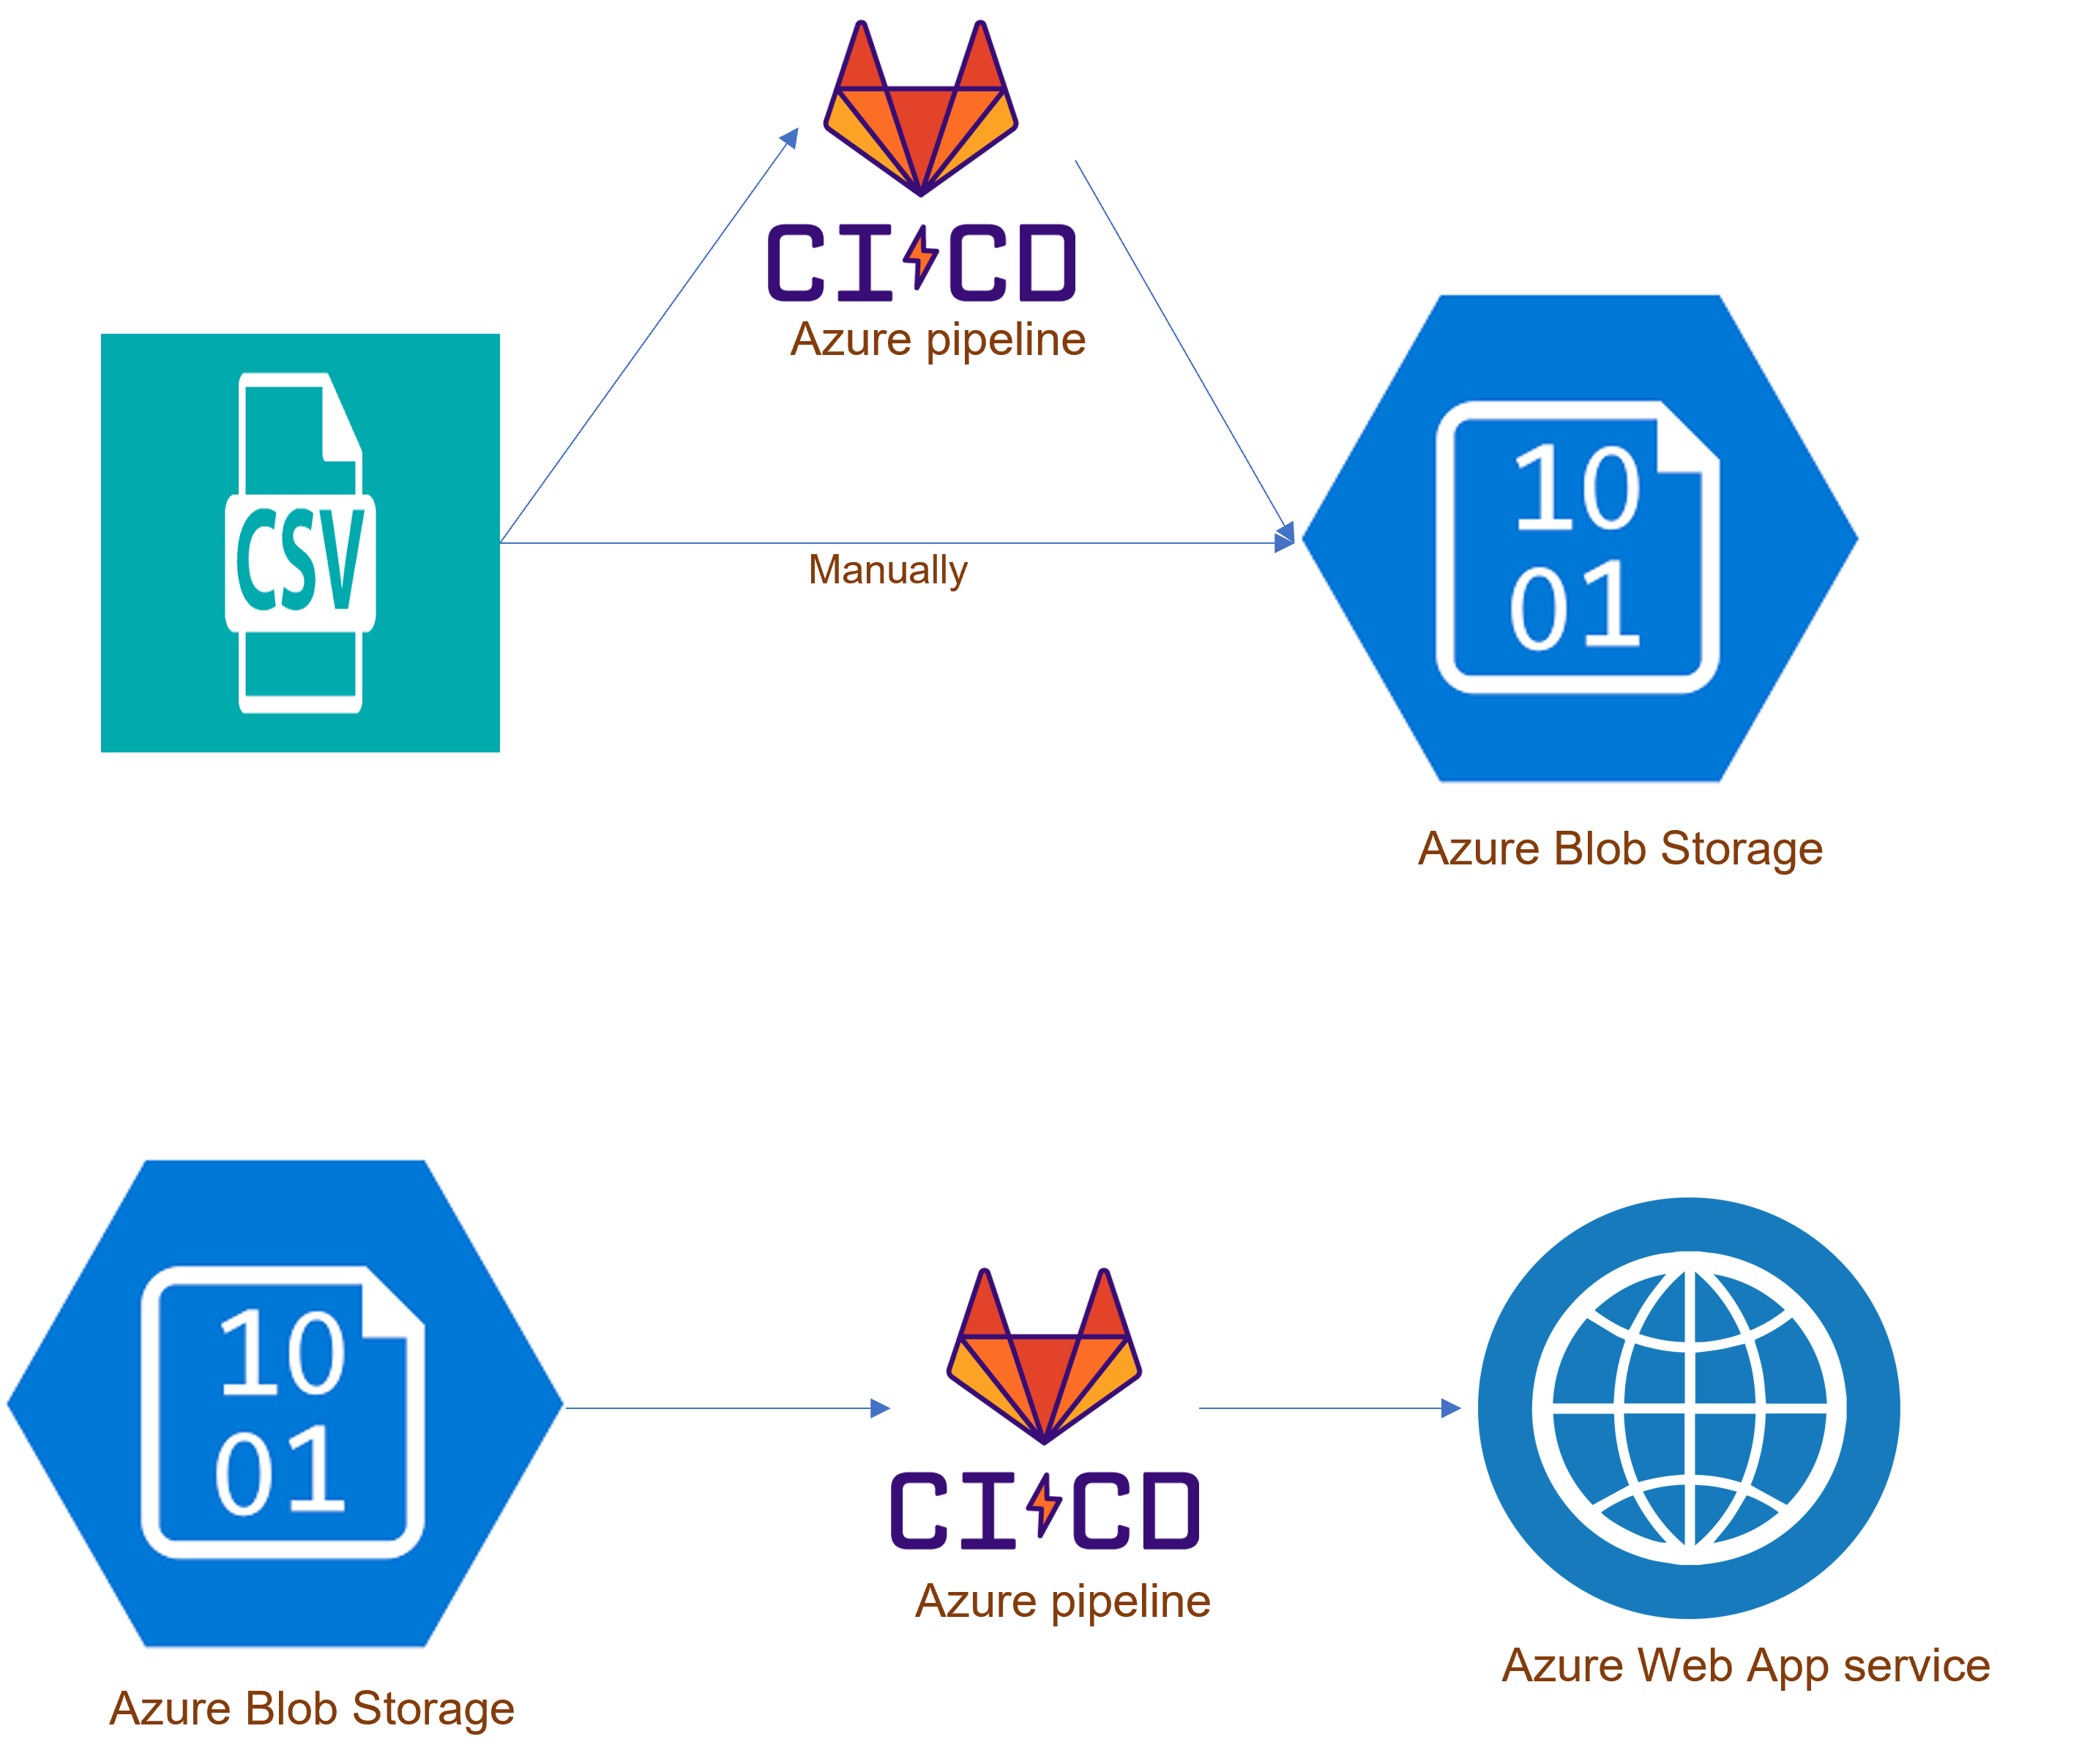 CI CD
Azure pipeline
CSV
Manually
10
01
Azure Blob Storage
10
01
CI CD
Azure pipeline
Azure Web App service
Azure Blob Storage